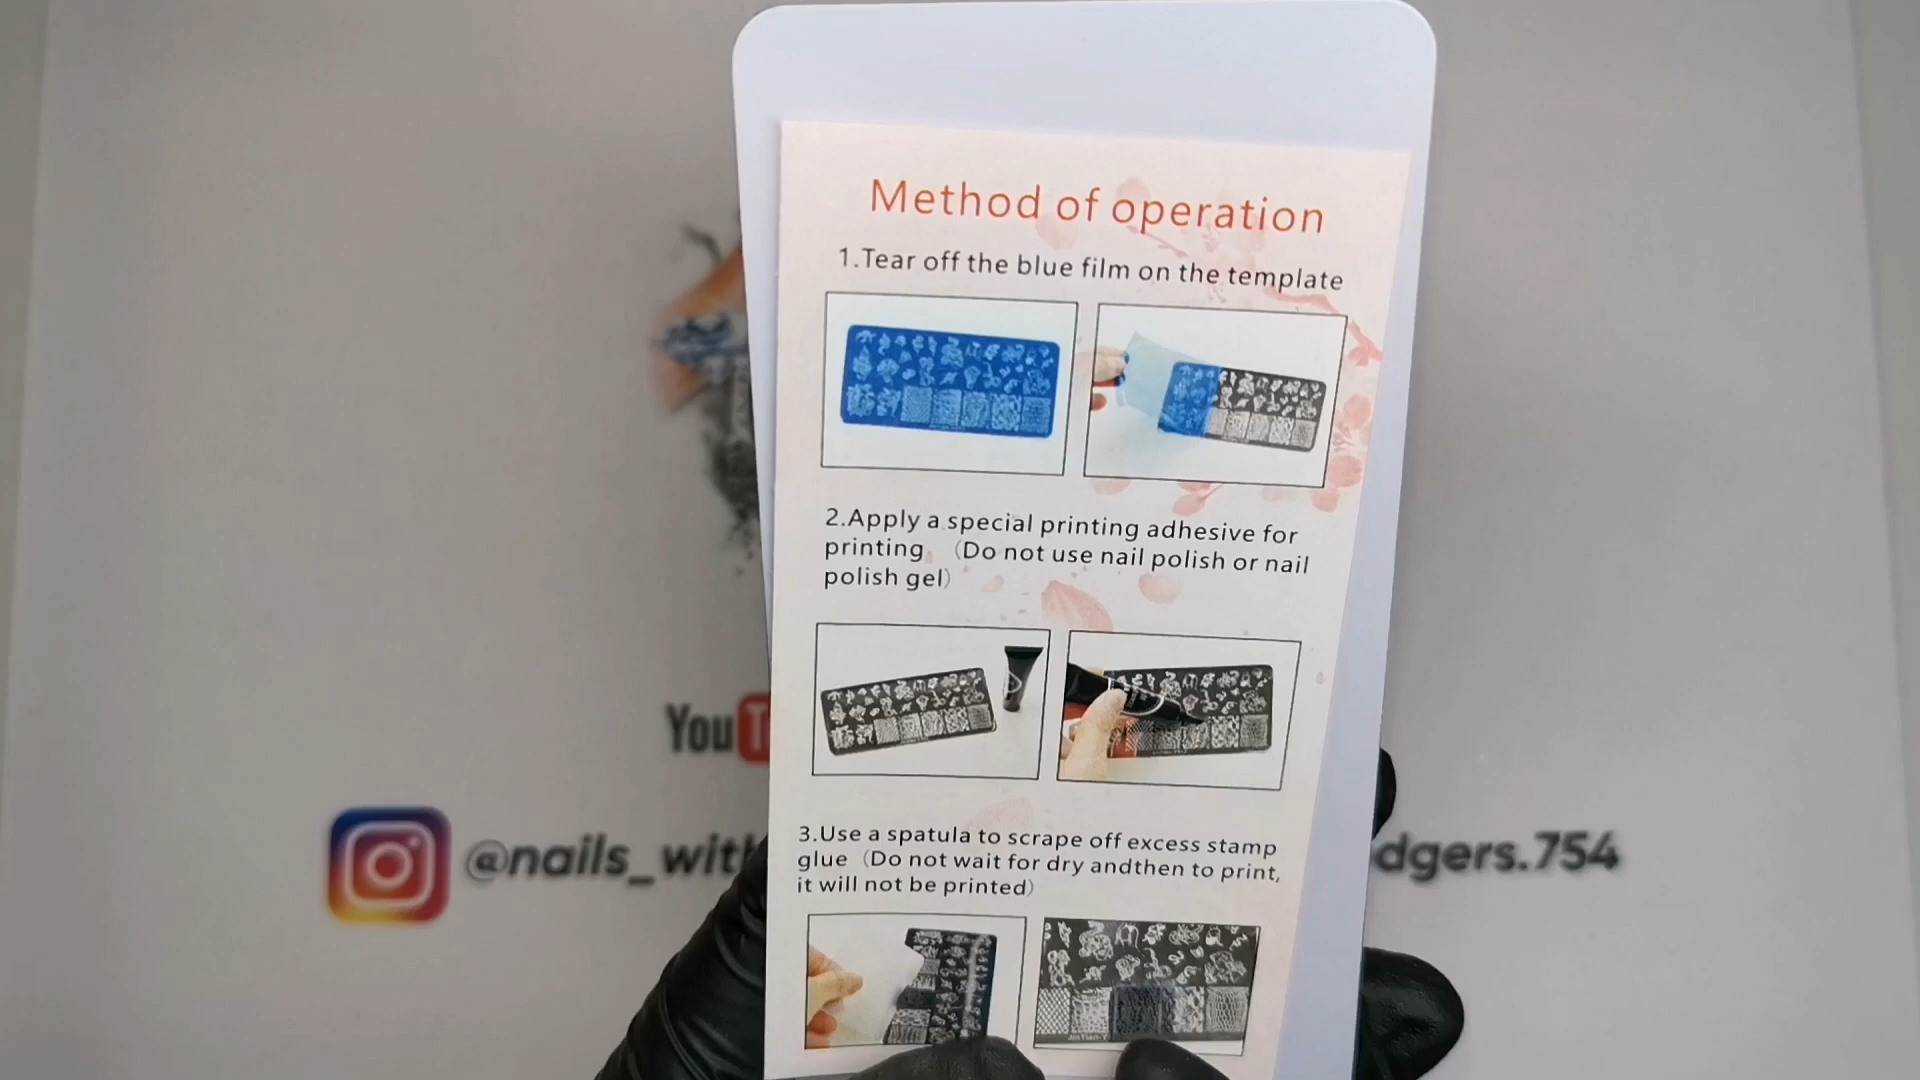 Method of operation
1.Tear off the blue film on the template
2.Apply a special printing adhesive for
printing （Do not use nail polish or nail
polish gel）
3.Use a spatula to scrape off excess stamp
glue（Do not wait for dry andthen to print,
it will not be printed）
You
@nails_with
dgers.754